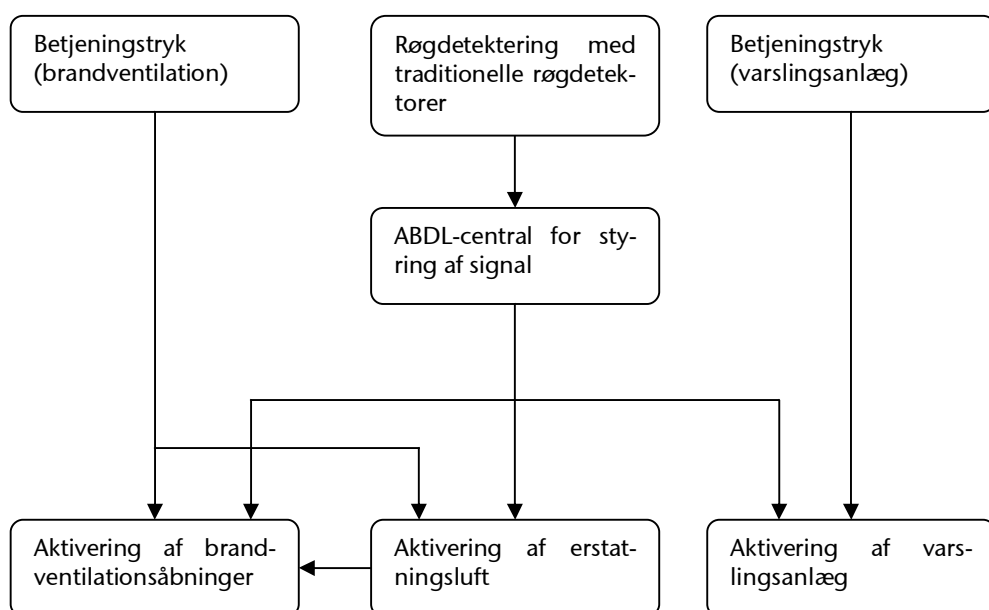 Betjeningstryk
(brandventilation)
Røgdetektering med
traditionelle røgdetek-
torer
Betjeningstryk
(varslingsanlæg)
ABDL-central for sty-
ring af signal
Aktivering af brand-
ventilationsåbninger
Aktivering af erstat-
ningsluft
Aktivering af vars-
lingsanlæg